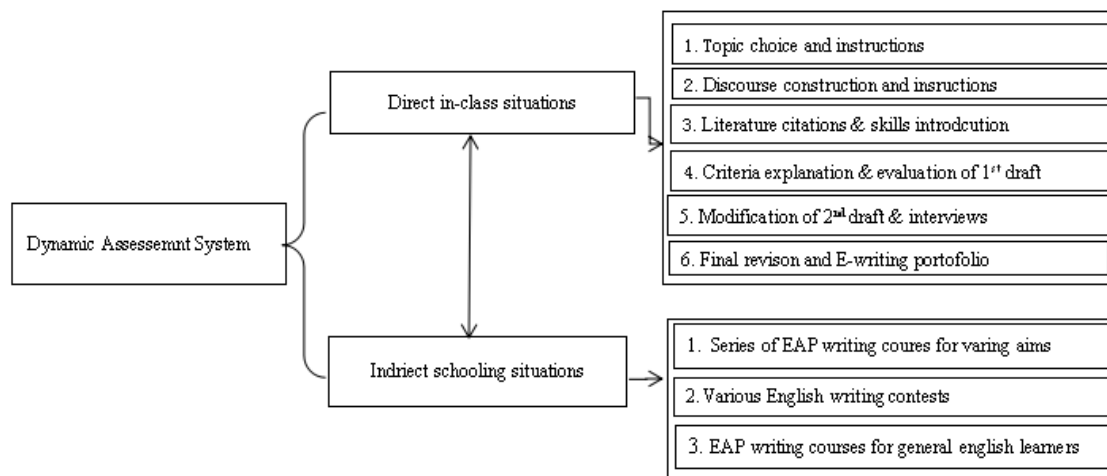 Dynamic Assessemnt System
Direct in-class situations
1. Topic choice and instructions
2. Discourse construction and insructions
3. Literature citations & skills introdcution
4. Criteria explanation & evaluation of 1st draft
5. Modification of 2nd draft & interviews
6. Final revison and E-writing portofolio
Indriect schooling situations
1. Series of EAP writing coures for varing aims
2. Various English writing contests
3. EAP writing courses for general english learners